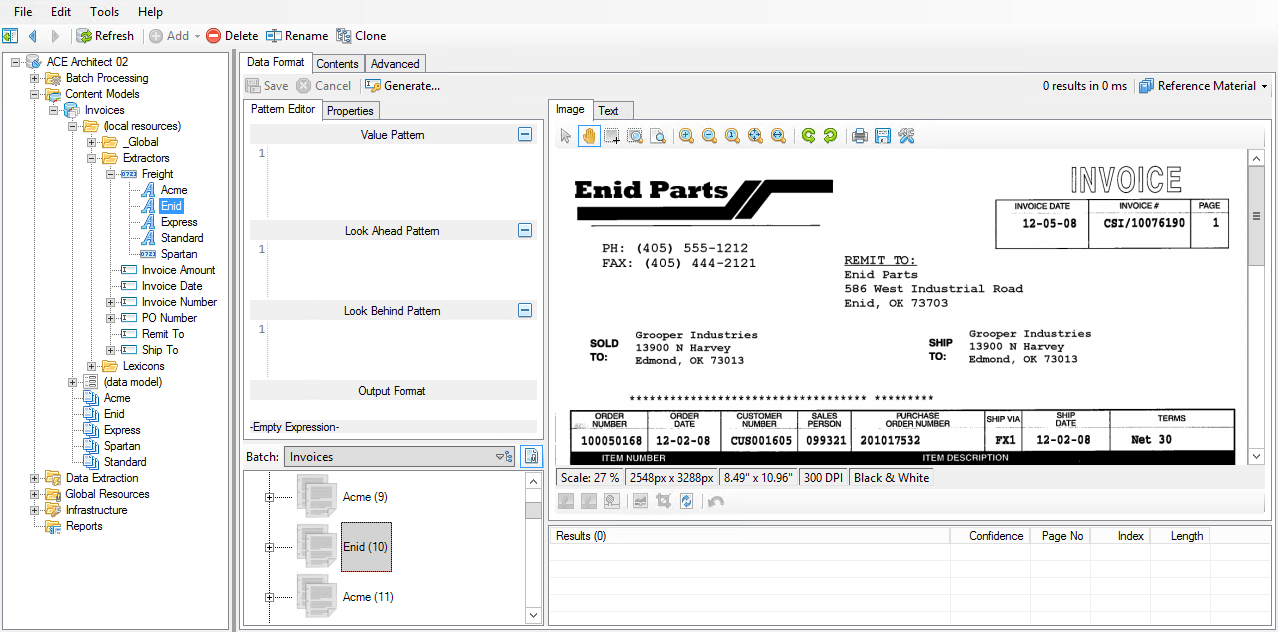 File Edit Tools Help
Refresh Add Delete Rename Clone
ACE Architect 02
Batch Processing
Content Models
Invoices
(local resources)
_Global
Extractors
Freight
Acme
Enid
Express
Standard
Spartan
Invoice Amount
Invoice Date
Invoice Number
PO Number
Remit To
Ship To
Lexicons
(data model)
Acme
Enid
Express
Spartan
Standard
Data Extraction
Global Resources
Infrastructure
Reports
Data Format Contents Advanced
Save Cancel Generate... 0 results in 0 ms Reference Material
Pattern Editor Properties
Value Pattern
1
Look Ahead Pattern
1
Look Behind Pattern
1
Output Format
-Empty Expression-
Batch: Invoices
Acme (9)
Enid (10)
Acme (11)
Image Text
Enid Parts
INVOICE
INVOICE DATE INVOICE # PAGE
12-05-08 CSI/10076190 1
PH: (405) 555-1212
FAX: (405) 444-2121
REMIT TO:
Enid Parts
586 West Industrial Road
Enid, OK 73703
SOLD TO:
Grooper Industries
13900 N Harvey
Edmond, OK 73013
SHIP TO:
Grooper Industries
13900 N Harvey
Edmond, OK 73013
********************************** *********
ORDER NUMBER ORDER DATE CUSTOMER NUMBER SALES PERSON PURCHASE ORDER NUMBER SHIP VIA SHIP DATE TERMS
100050168 12-02-08 CUS001605 099321 201017532 FX1 12-02-08 Net 30
ITEM NUMBER ITEM DESCRIPTION
Scale: 27 % 2548px x 3288px 8.49" x 10.96" 300 DPI Black & White
Results (0) Confidence Page No Index Length